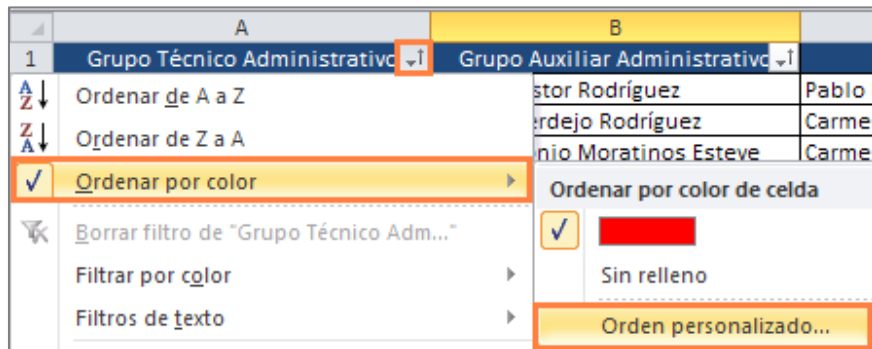 A B
1 Grupo Técnico Administrativo Grupo Auxiliar Administrativo
Ordenar de A a Z
stor Rodríguez Pablo
Ordenar de Z a A
erdejo Rodríguez Carme
onio Moratinos Esteve Carme
Ordenar por color
Ordenar por color de celda
Borrar filtro de "Grupo Técnico Adm..."
Filtrar por color
Sin relleno
Filtros de texto
Orden personalizado...